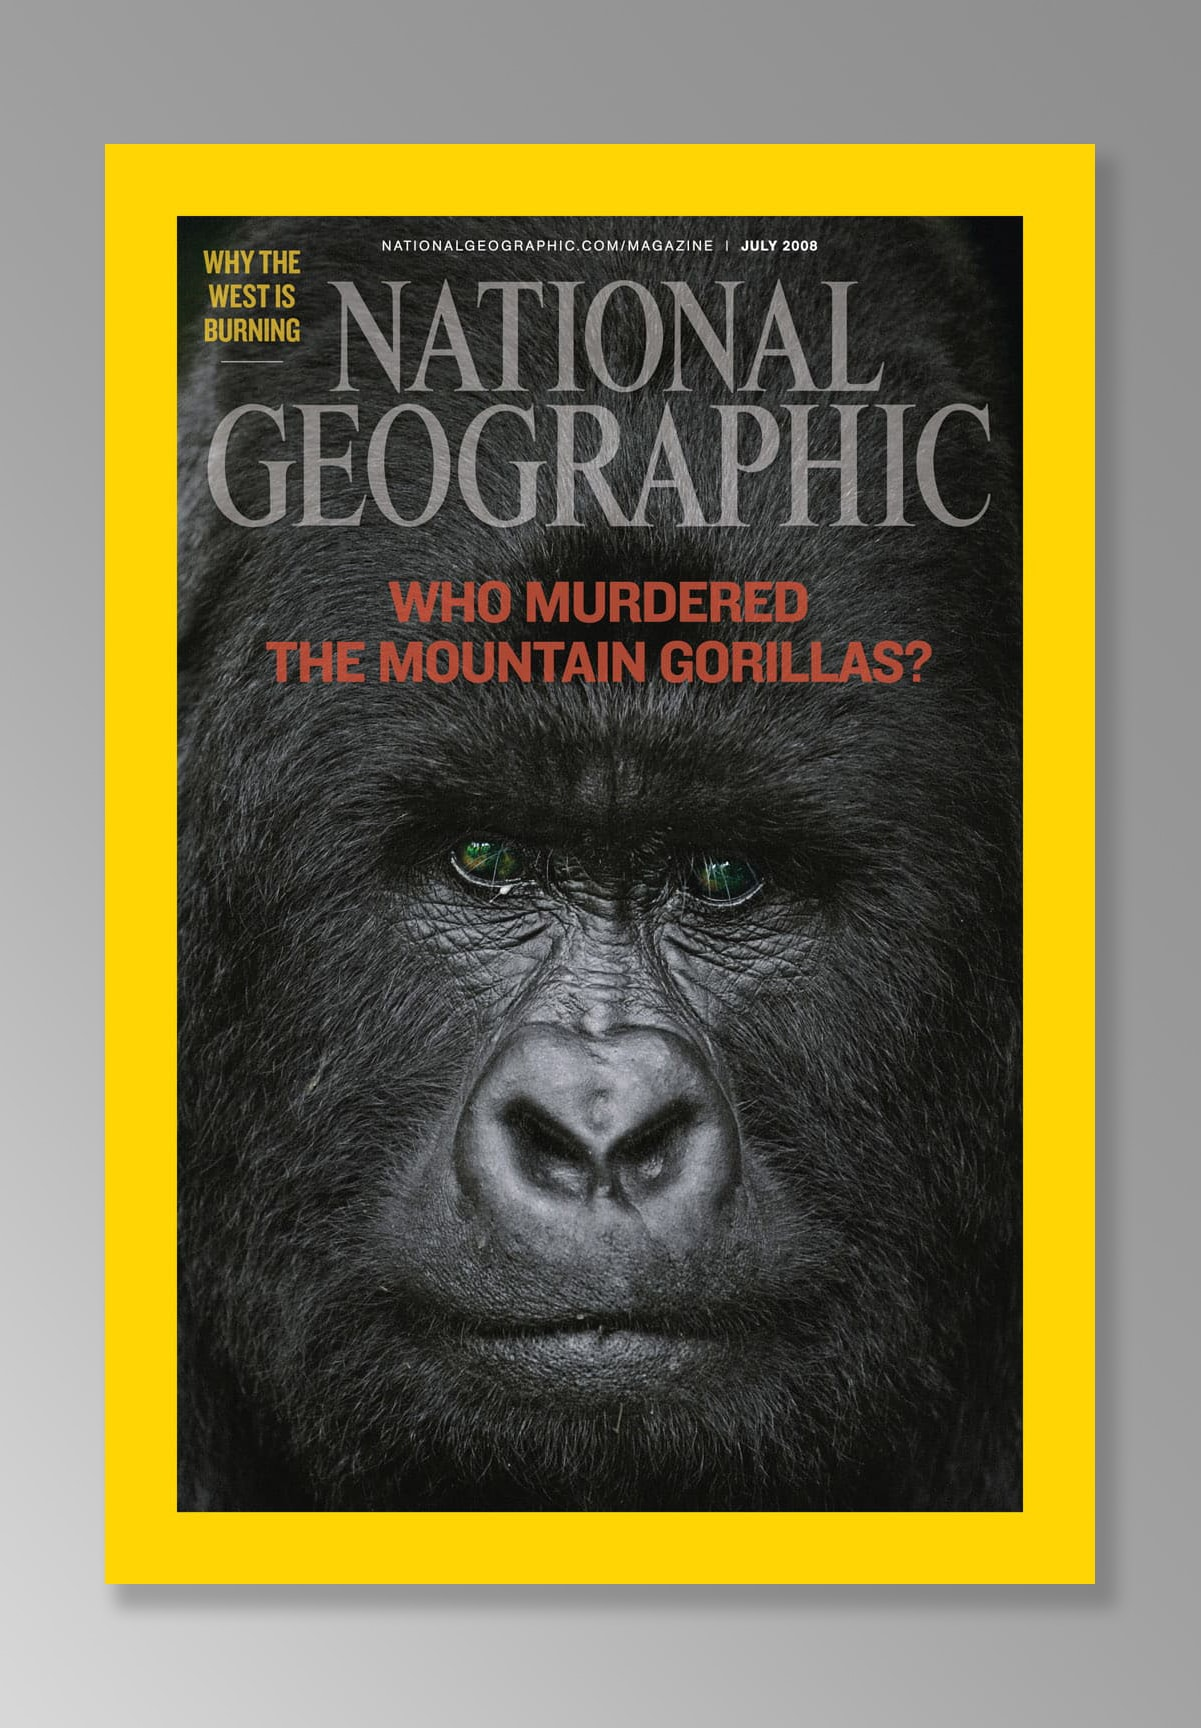 NATIONALGEOGRAPHIC.COM/MAGAZINE | JULY 2008
WHY THE
WEST IS
BURNING
NATIONAL
GEOGRAPHIC
WHO MURDERED
THE MOUNTAIN GORILLAS?